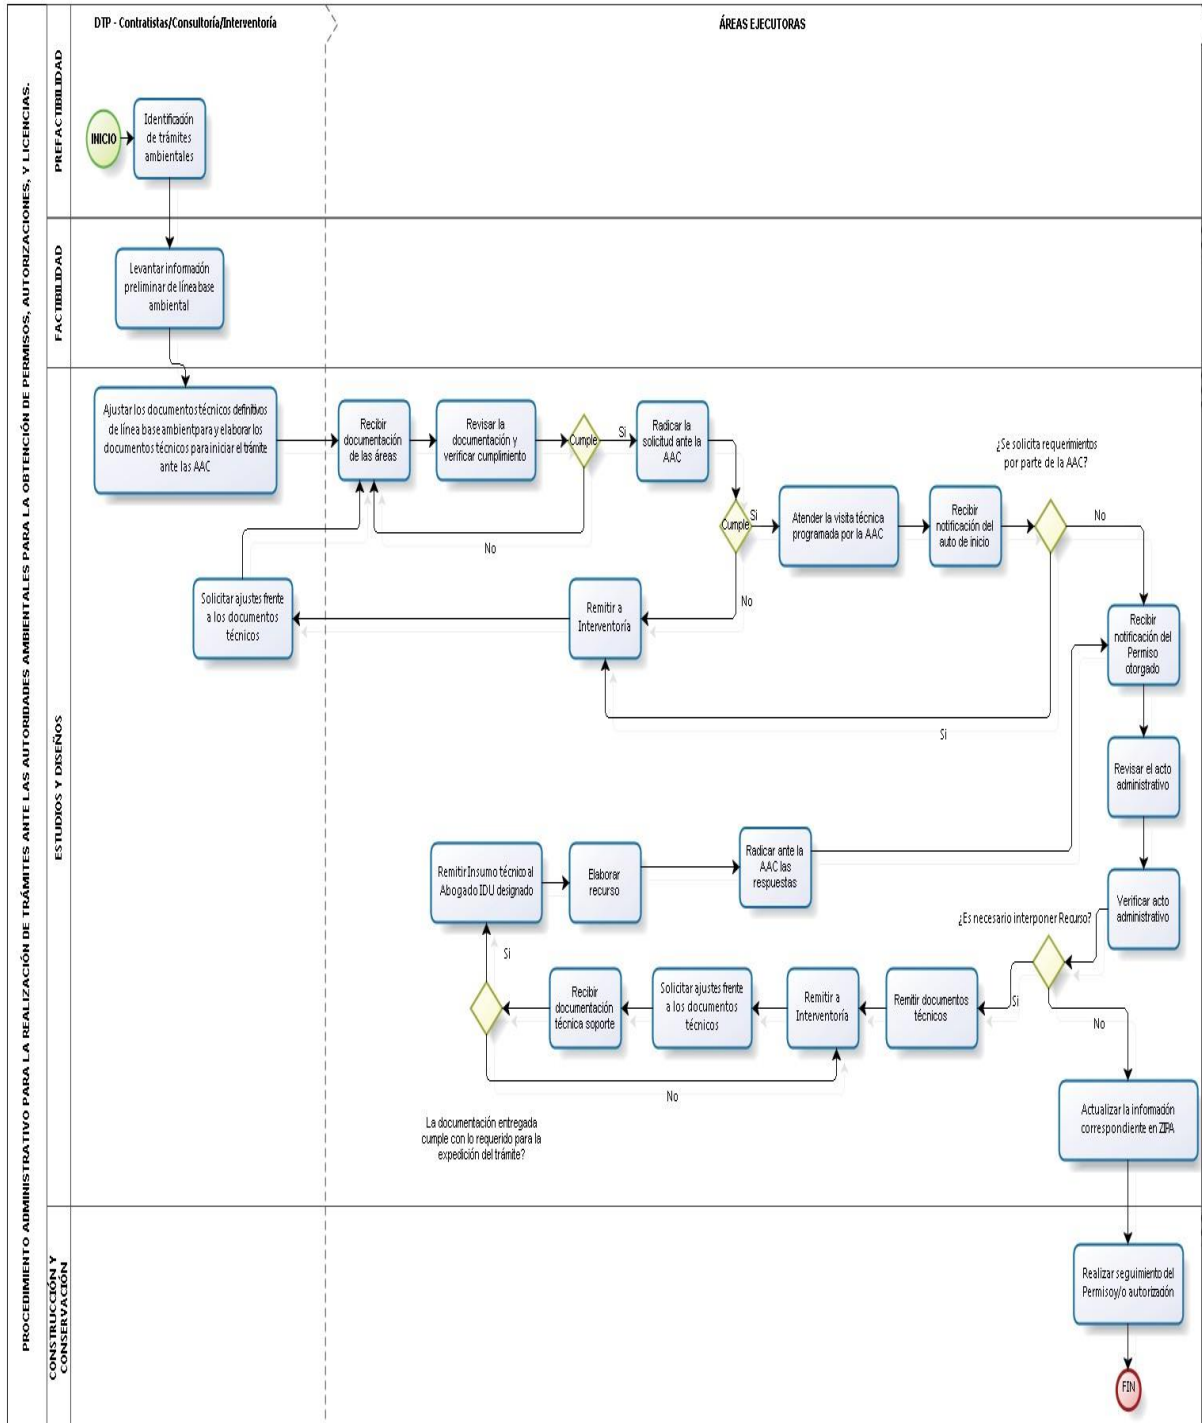 PROCEDIMIENTO ADMINISTRATIVO PARA LA REALIZACIÓN DE TRÁMITES ANTE LAS AUTORIDADES AMBIENTALES PARA LA OBTENCIÓN DE PERMISOS, AUTORIZACIONES, Y LICENCIAS.
DTP - Contratistas/Consultoría/Interventoría
ÁREAS EJECUTORAS
PREFACTIBILIDAD
INICIO
Identificación
de trámites
ambientales
FACTIBILIDAD
Levantar información
preliminar de línea base
ambiental
ESTUDIOS Y DISEÑOS
Ajustar los documentos técnicos definitivos
de línea base ambientpara y elaborar los
documentos técnicos para iniciar el trámite
ante las AAC
Recibir
documentación
de las áreas
Revisar la
documentación y
verificar cumplimiento
Cumple
Si
No
Radicar la
solicitud ante la
AAC
Cumple
Si
No
Atender la visita técnica
programada por la AAC
Recibir
notificación del
auto de inicio
¿Se solicita requerimientos
por parte de la AAC?
No
Si
Solicitar ajustes frente
a los documentos
técnicos
Remitir a
Interventoría
Recibir
notificación del
Permiso
otorgado
Revisar el acto
administrativo
Verificar acto
administrativo
Remitir Insumo técnico al
Abogado IDU designado
Elaborar
recurso
Radicar ante la
AAC las
respuestas
¿Es necesario interponer Recurso?
Si
No
Si
Recibir
documentación
técnica soporte
Solicitar ajustes frente
a los documentos
técnicos
Remitir a
Interventoría
Remitir documentos
técnicos
No
La documentación entregada
cumple con lo requerido para la
expedición del trámite?
Actualizar la información
correspondiente en ZIPA
CONSTRUCCIÓN Y
CONSERVACIÓN
Realizar seguimiento del
Permisoy/o autorización
FIN